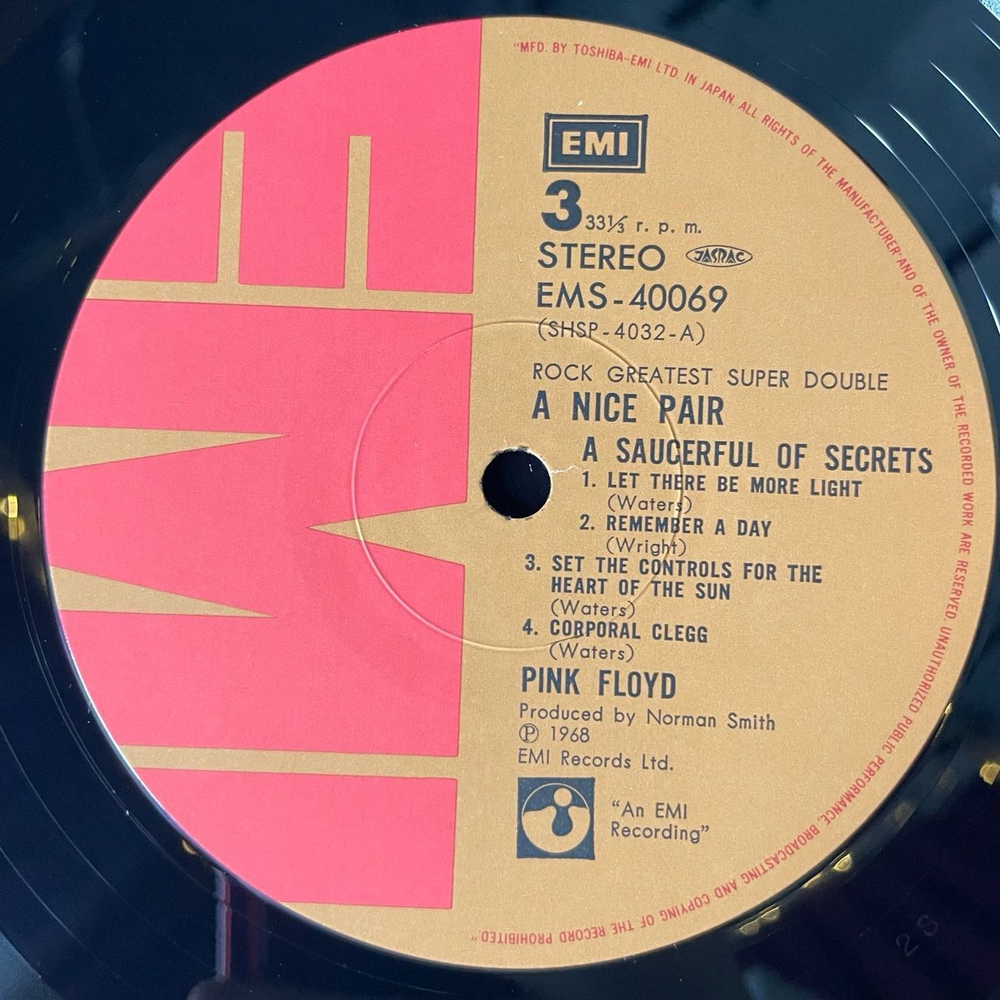 "MFD. BY TOSHIBA-EMI LTD. IN JAPAN. ALL RIGHTS OF THE MANUFACTURER AND OF THE OWNER OF THE RECORDED WORK ARE RESERVED. UNAUTHORIZED PUBLIC PERFORMANCE, BROADCASTING AND COPYING OF THE RECORD PROHIBITED."
EMI
EMI
3 33⅓ r. p. m.
STEREO JASRAC
EMS-40069
(SHSP-4032-A)
ROCK GREATEST SUPER DOUBLE
A NICE PAIR
A SAUCERFUL OF SECRETS
1. LET THERE BE MORE LIGHT
(Waters)
2. REMEMBER A DAY
(Wright)
3. SET THE CONTROLS FOR THE
HEART OF THE SUN
(Waters)
4. CORPORAL CLEGG
(Waters)
PINK FLOYD
Produced by Norman Smith
℗ 1968
EMI Records Ltd.
"An EMI
Recording"